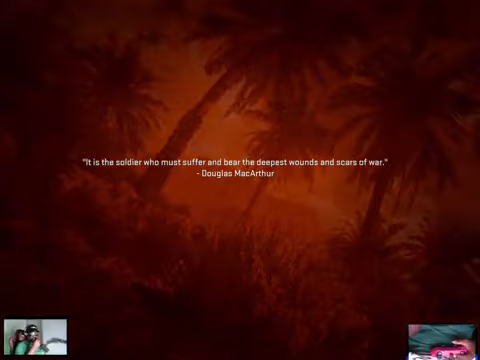 "It is the soldier who must suffer and bear the deepest wounds and scars of war."
- Douglas MacArthur